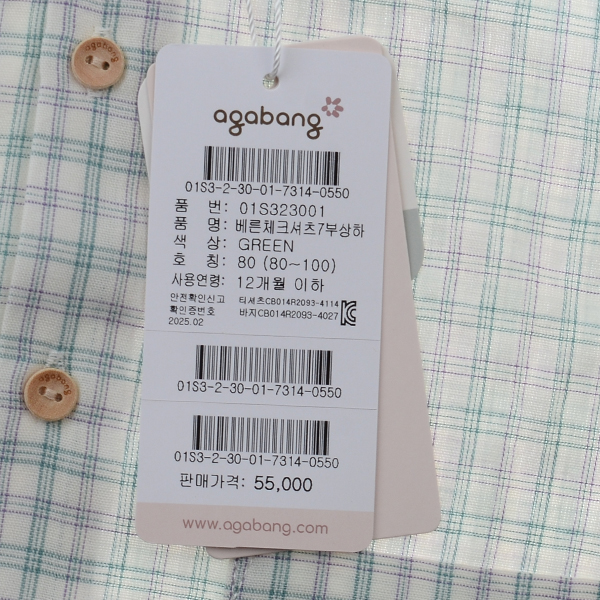 agabang
agabang
01S3-2-30-01-7314-0550
품 번: 01S323001
품 명: 베른체크셔츠7부상하
색 상: GREEN
호 칭: 80 (80~100)
사용연령: 12개월 이하
안전확인신고 티셔츠CB014R2093-4114
확인증번호 바지CB014R2093-4027
2025.02
01S3-2-30-01-7314-0550
agabang
01S3-2-30-01-7314-0550
판매가격: 55,000
www.agabang.com